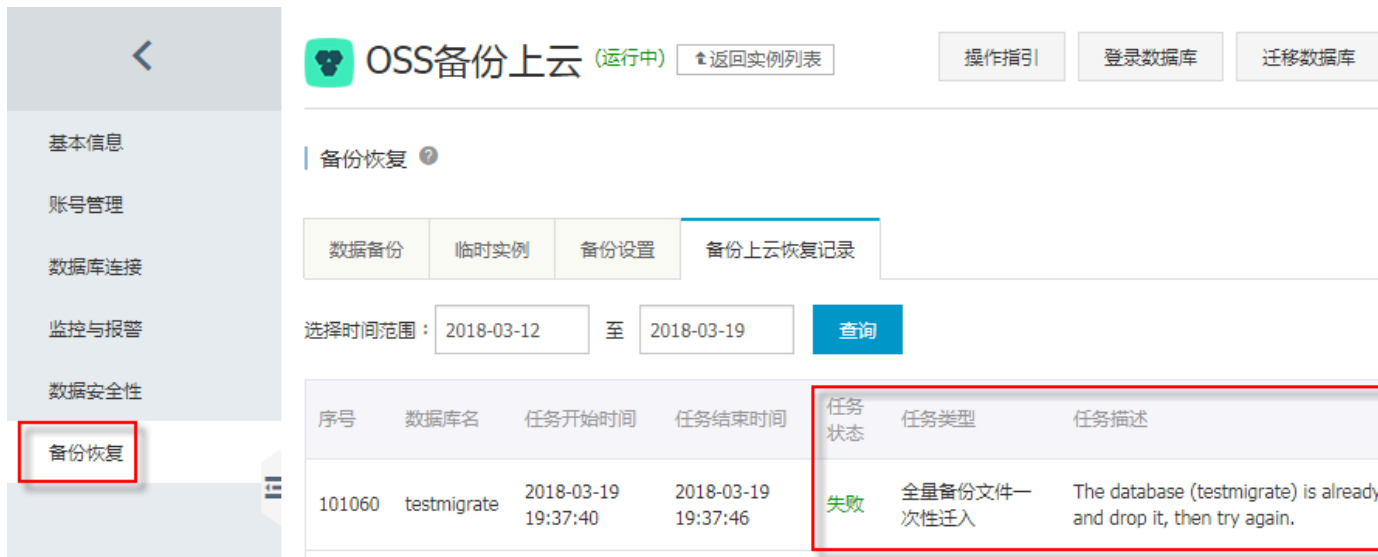 OSS备份上云 (运行中) 返回实例列表 操作指引 登录数据库 迁移数据库
基本信息
备份恢复
账号管理
数据备份 临时实例 备份设置 备份上云恢复记录
数据库连接
监控与报警
选择时间范围： 2018-03-12 至 2018-03-19 查询
数据安全性
备份恢复
序号 数据库名 任务开始时间 任务结束时间 任务 任务类型 任务描述
状态
101060 testmigrate 2018-03-19 2018-03-19 失败 全量备份文件一 The database (testmigrate) is already
19:37:40 19:37:46 次性迁入 and drop it, then try again.